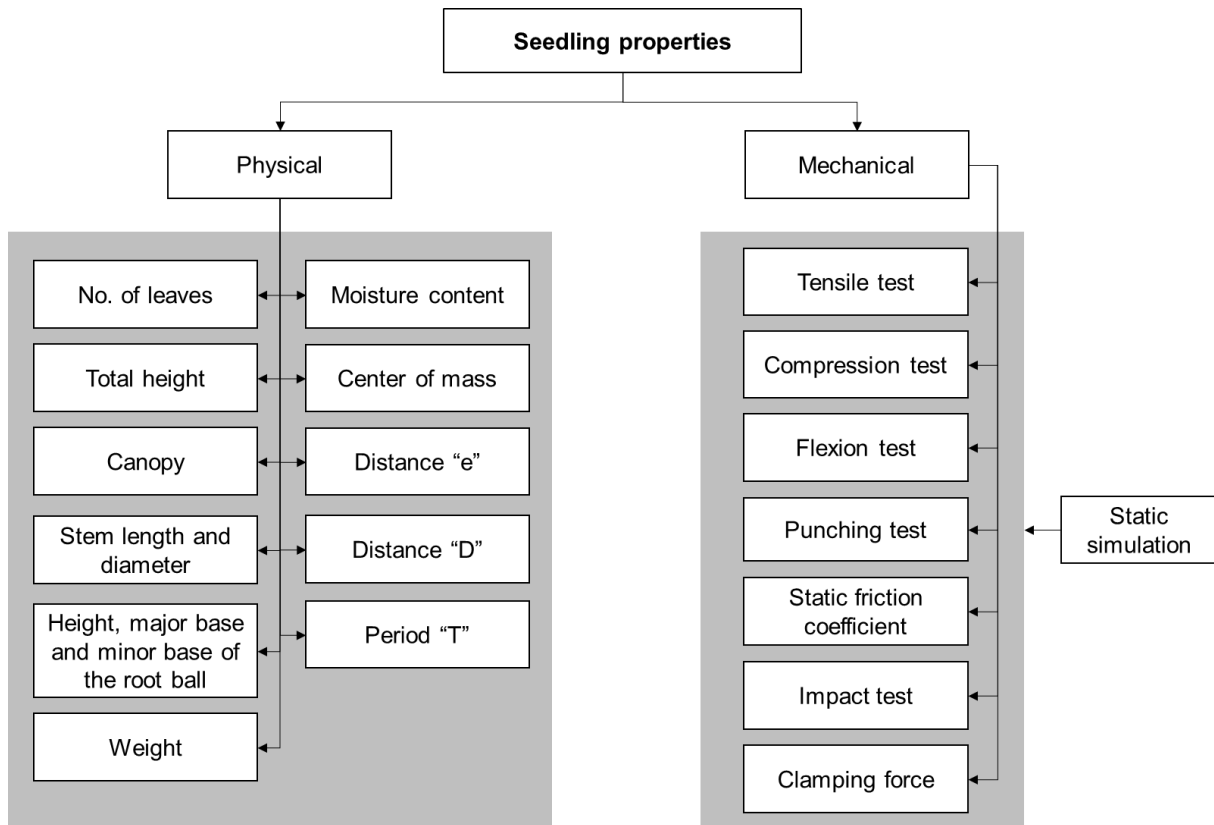 Seedling properties
Physical
Mechanical
No. of leaves
Moisture content
Total height
Center of mass
Canopy
Distance “e”
Stem length and
diameter
Distance “D”
Height, major base
and minor base of
the root ball
Period “T”
Weight
Tensile test
Compression test
Flexion test
Punching test
Static friction
coefficient
Impact test
Clamping force
Static
simulation